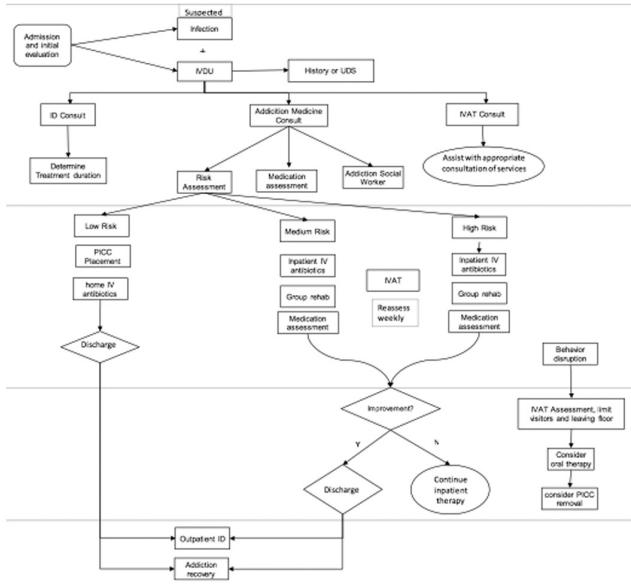 Suspected
Infection
Admission
and initial
evaluation
+
IVDU
History or UDS
ID Consult
Addicition Medicine
Consult
IVAT Consult
Determine
Treatment duration
Risk
Assessment
Medication
assessment
Addiction Social
Worker
Assist with appropriate
consultation of services
Low Risk
Medium Risk
High Risk
PICC
Placement
Inpatient IV
antibiotics
Inpatient IV
antibiotics
home IV
antibiotics
Group rehab
IVAT
Group rehab
Medication
assessment
Reassess
weekly
Medication
assessment
Discharge
Behavior
disruption
Improvement?
IVAT Assessment, limit
visitors and leaving floor
Y
N
Consider
oral therapy
Discharge
Continue
inpatient
therapy
consider PICC
removal
Outpatient ID
Addiction
recovery